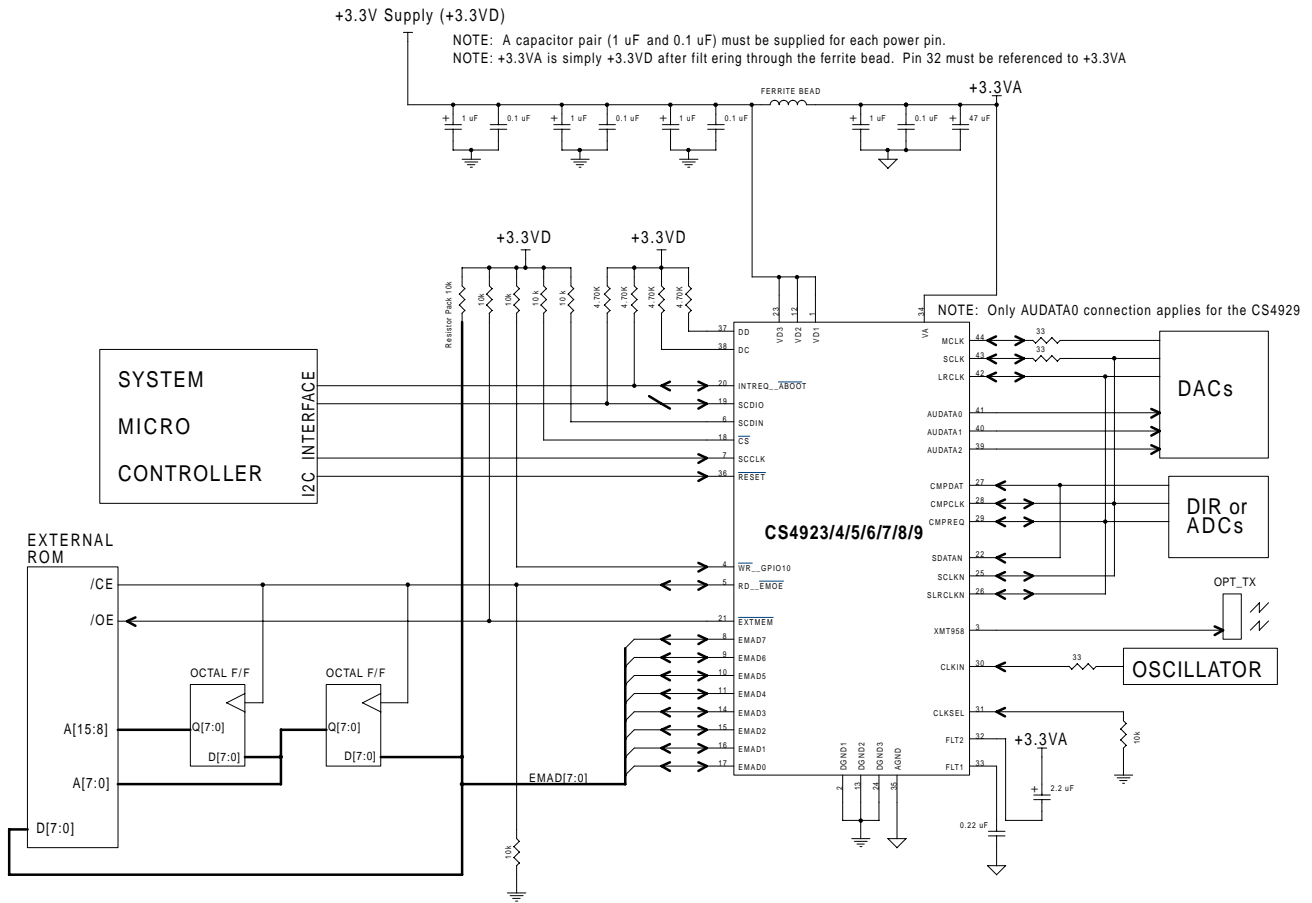 +3.3V Supply (+3.3VD)
NOTE: A capacitor pair (1 uF and 0.1 uF) must be supplied for each power pin.
NOTE: +3.3VA is simply +3.3VD after filt ering through the ferrite bead. Pin 32 must be referenced to +3.3VA
FERRITE BEAD
+3.3VA
+ 1 uF
0.1 uF
+ 1 uF
0.1 uF
+ 1 uF
0.1 uF
+ 1 uF
0.1 uF
+ 47 uF
+3.3VD
+3.3VD
Resistor Pack 10k
10k
10k
10 k
10 k
4.70K
4.70K
4.70K
4.70K
23
12
1
34
VD3
VD2
VD1
VA
NOTE: Only AUDATA0 connection applies for the CS4929
SYSTEM
MICRO
CONTROLLER
I2C INTERFACE
37 DD
38 DC
20 INTREQ__ABOOT
19 SCDIO
6 SCDIN
18 CS
7 SCCLK
36 RESET
MCLK 44
33
SCLK 43
33
LRCLK 42
AUDATA0 41
AUDATA1 40
AUDATA2 39
DACs
CMPDAT 27
CMPCLK 28
CMPREQ 29
DIR or
ADCs
CS4923/4/5/6/7/8/9
SDATAN 22
SCLKN 25
SLRCLKN 26
OPT_TX
XMT958 3
CLKIN 30
33
OSCILLATOR
CLKSEL 31
10k
FLT2 32
+3.3VA
FLT1 33
+ 2.2 uF
0.22 uF
EXTERNAL
ROM
/CE
/OE
4 WR__GPIO10
5 RD__EMOE
21 EXTMEM
8 EMAD7
9 EMAD6
10 EMAD5
11 EMAD4
14 EMAD3
15 EMAD2
16 EMAD1
17 EMAD0
OCTAL F/F
OCTAL F/F
A[15:8]
Q[7:0]
D[7:0]
Q[7:0]
D[7:0]
A[7:0]
EMAD[7:0]
D[7:0]
10k
DGND1
DGND2
DGND3
AGND
2
13
24
35